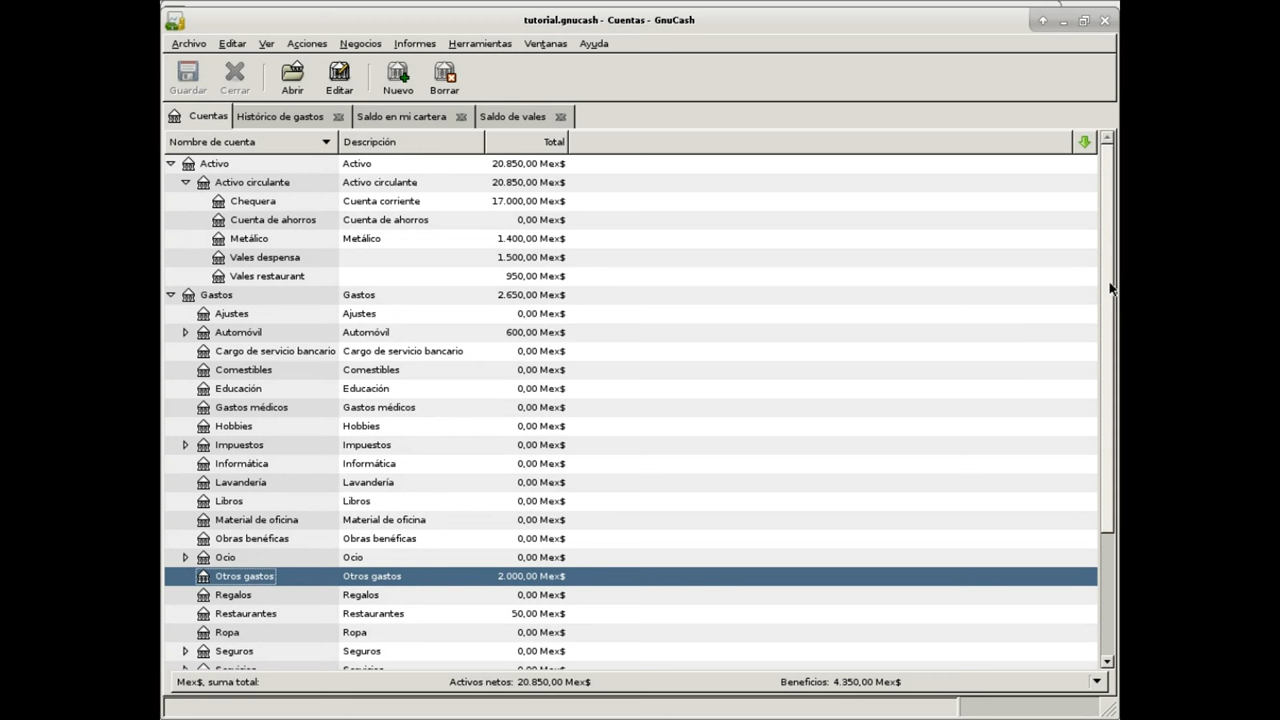 tutorial.gnucash - Cuentas - GnuCash
Archivo Editar Ver Acciones Negocios Informes Herramientas Ventanas Ayuda
Guardar Cerrar Abrir Editar Nuevo Borrar
Cuentas Histórico de gastos Saldo en mi cartera Saldo de vales
Nombre de cuenta Descripción Total
Activo Activo 20.850,00 Mex$
Activo circulante Activo circulante 20.850,00 Mex$
Chequera Cuenta corriente 17.000,00 Mex$
Cuenta de ahorros Cuenta de ahorros 0,00 Mex$
Metálico Metálico 1.400,00 Mex$
Vales despensa 1.500,00 Mex$
Vales restaurant 950,00 Mex$
Gastos Gastos 2.650,00 Mex$
Ajustes Ajustes 0,00 Mex$
Automóvil Automóvil 600,00 Mex$
Cargo de servicio bancario Cargo de servicio bancario 0,00 Mex$
Comestibles Comestibles 0,00 Mex$
Educación Educación 0,00 Mex$
Gastos médicos Gastos médicos 0,00 Mex$
Hobbies Hobbies 0,00 Mex$
Impuestos Impuestos 0,00 Mex$
Informática Informática 0,00 Mex$
Lavandería Lavandería 0,00 Mex$
Libros Libros 0,00 Mex$
Material de oficina Material de oficina 0,00 Mex$
Obras benéficas Obras benéficas 0,00 Mex$
Ocio Ocio 0,00 Mex$
Otros gastos Otros gastos 2.000,00 Mex$
Regalos Regalos 0,00 Mex$
Restaurantes Restaurantes 50,00 Mex$
Ropa Ropa 0,00 Mex$
Seguros Seguros 0,00 Mex$
Mex$, suma total: Activos netos: 20.850,00 Mex$ Beneficios: 4.350,00 Mex$